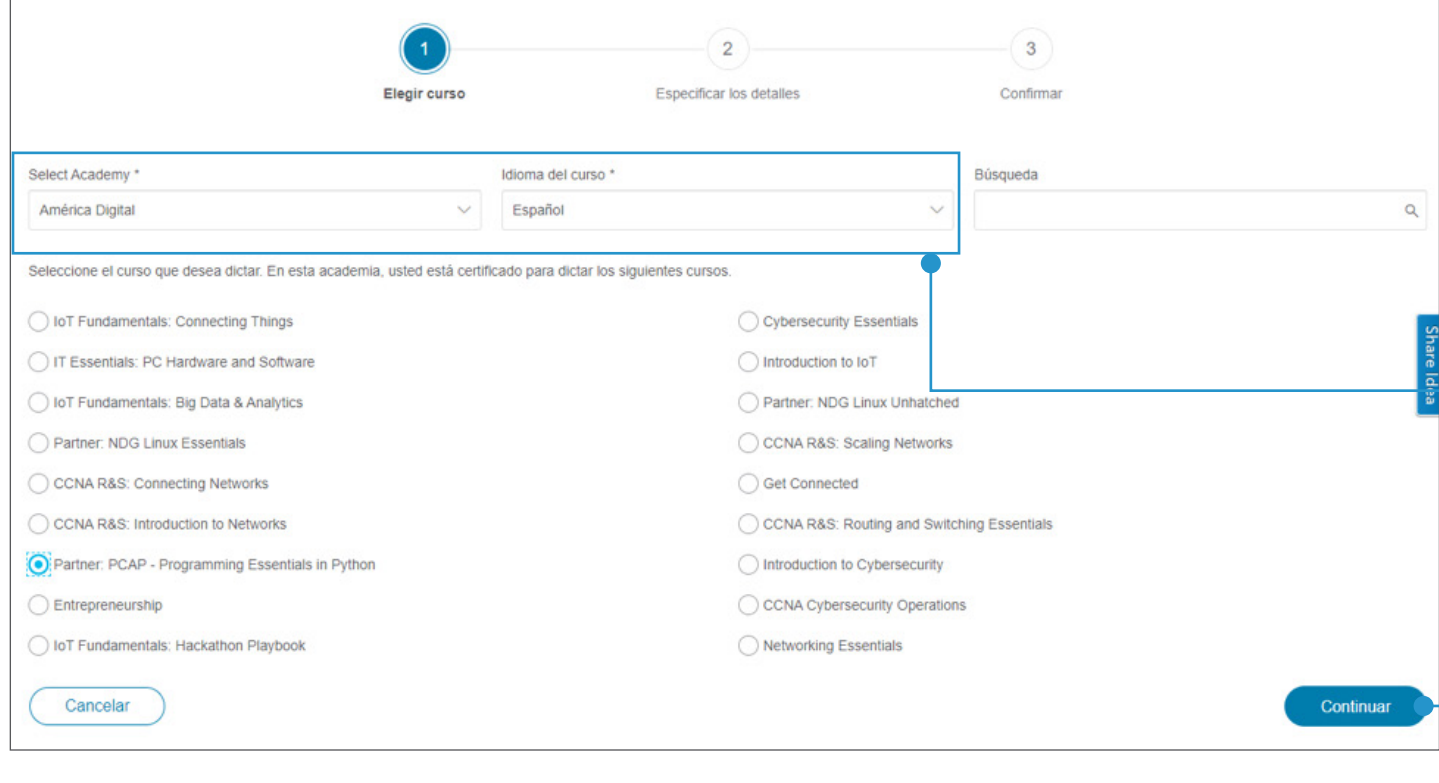 1
2
3
Elegir curso
Especificar los detalles
Confirmar
Select Academy *
Idioma del curso *
Búsqueda
América Digital
Español
Seleccione el curso que desea dictar. En esta academia, usted está certificado para dictar los siguientes cursos.
IoT Fundamentals: Connecting Things
Cybersecurity Essentials
IT Essentials: PC Hardware and Software
Introduction to IoT
IoT Fundamentals: Big Data & Analytics
Partner: NDG Linux Unhatched
Partner: NDG Linux Essentials
CCNA R&S: Scaling Networks
CCNA R&S: Connecting Networks
Get Connected
CCNA R&S: Introduction to Networks
CCNA R&S: Routing and Switching Essentials
Partner: PCAP - Programming Essentials in Python
Introduction to Cybersecurity
Entrepreneurship
CCNA Cybersecurity Operations
IoT Fundamentals: Hackathon Playbook
Networking Essentials
Share Idea
Cancelar
Continuar